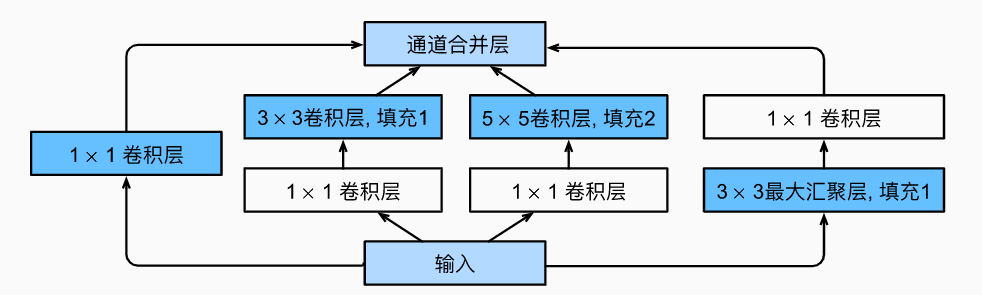 通道合并层
3 × 3卷积层, 填充1
5 × 5卷积层, 填充2
1 × 1 卷积层
1 × 1 卷积层
1 × 1 卷积层
1 × 1 卷积层
3 × 3最大汇聚层, 填充1
输入